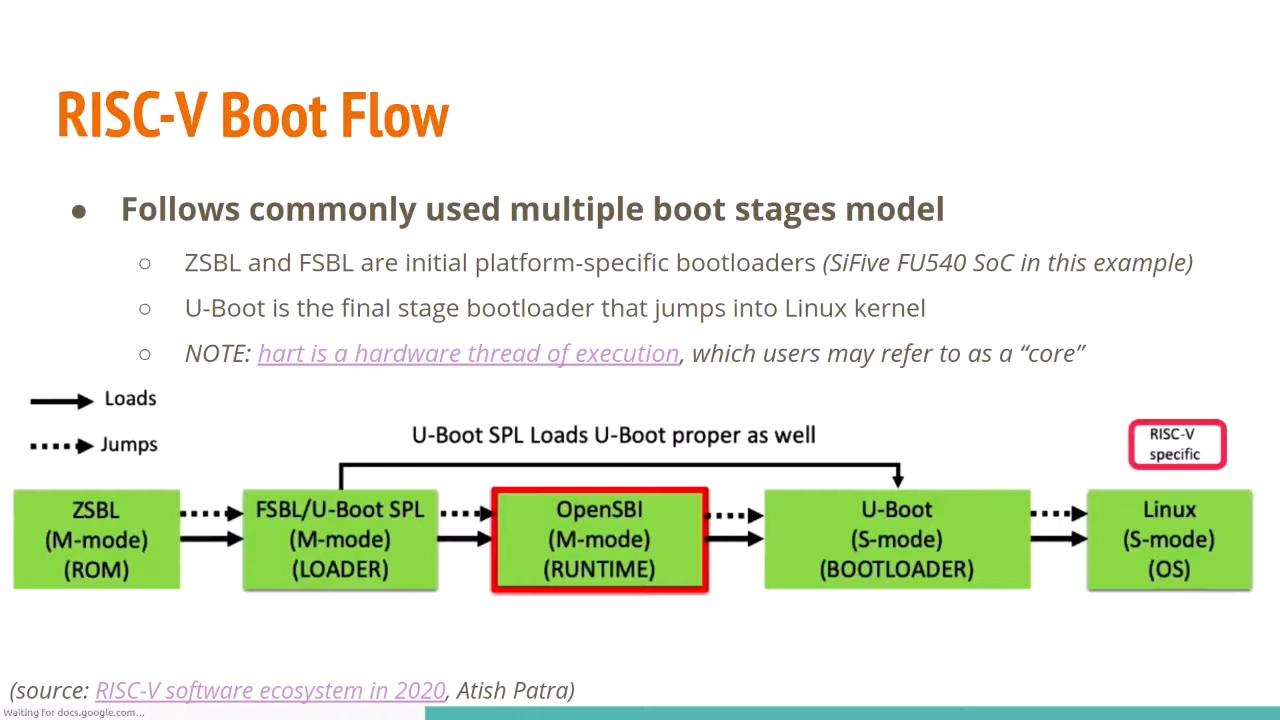 RISC-V Boot Flow
● Follows commonly used multiple boot stages model
○ ZSBL and FSBL are initial platform-specific bootloaders (SiFive FU540 SoC in this example)
○ U-Boot is the final stage bootloader that jumps into Linux kernel
○ NOTE: hart is a hardware thread of execution, which users may refer to as a “core”
Loads
Jumps
U-Boot SPL Loads U-Boot proper as well
RISC-V
specific
ZSBL
(M-mode)
(ROM)
FSBL/U-Boot SPL
(M-mode)
(LOADER)
OpenSBI
(M-mode)
(RUNTIME)
U-Boot
(S-mode)
(BOOTLOADER)
Linux
(S-mode)
(OS)
(source: RISC-V software ecosystem in 2020, Atish Patra)
Waiting for docs.google.com...